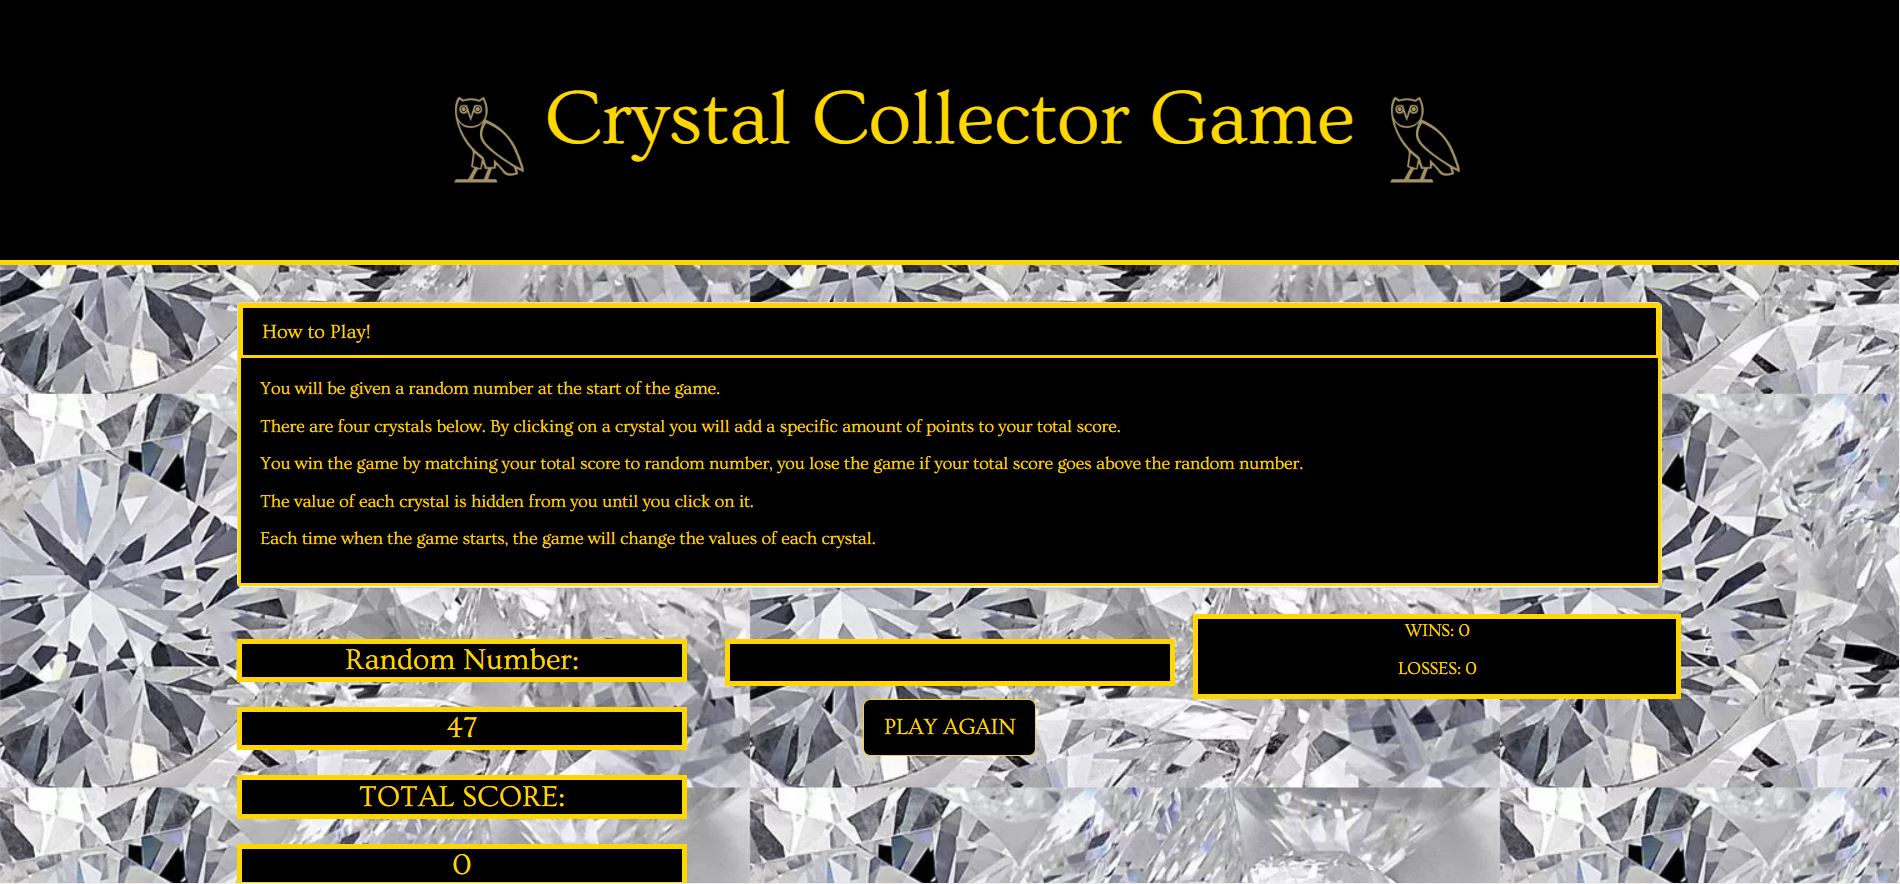 Crystal Collector Game
How to Play!
You will be given a random number at the start of the game.
There are four crystals below. By clicking on a crystal you will add a specific amount of points to your total score.
You win the game by matching your total score to random number, you lose the game if your total score goes above the random number.
The value of each crystal is hidden from you until you click on it.
Each time when the game starts, the game will change the values of each crystal.
Random Number:
47
TOTAL SCORE:
0
PLAY AGAIN
WINS: 0
LOSSES: 0